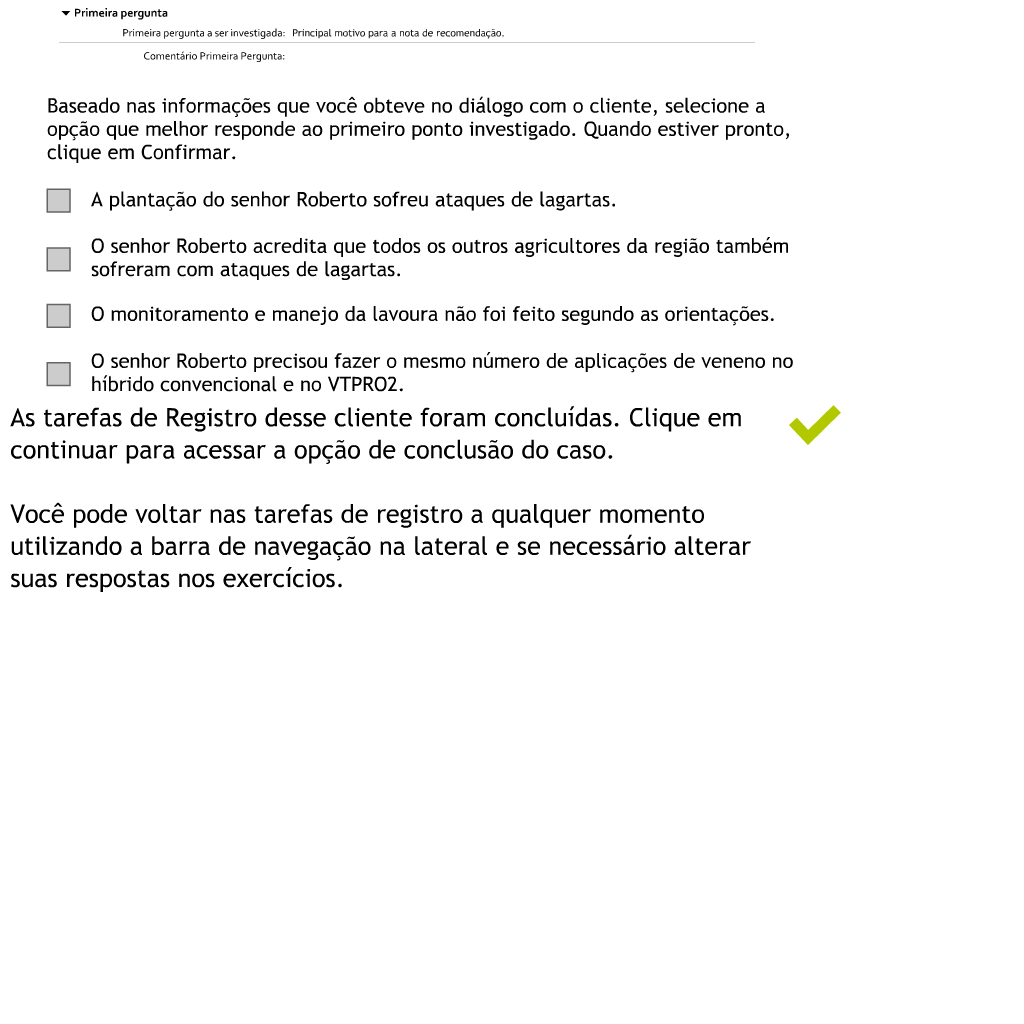 Primeira pergunta
Primeira pergunta a ser investigada: Principal motivo para a nota de recomendação.
Comentário Primeira Pergunta:
Baseado nas informações que você obteve no diálogo com o cliente, selecione a
opção que melhor responde ao primeiro ponto investigado. Quando estiver pronto,
clique em Confirmar.
A plantação do senhor Roberto sofreu ataques de lagartas.
O senhor Roberto acredita que todos os outros agricultores da região também
sofreram com ataques de lagartas.
O monitoramento e manejo da lavoura não foi feito segundo as orientações.
O senhor Roberto precisou fazer o mesmo número de aplicações de veneno no
híbrido convencional e no VTPRO2.
As tarefas de Registro desse cliente foram concluídas. Clique em
continuar para acessar a opção de conclusão do caso.
Você pode voltar nas tarefas de registro a qualquer momento
utilizando a barra de navegação na lateral e se necessário alterar
suas respostas nos exercícios.